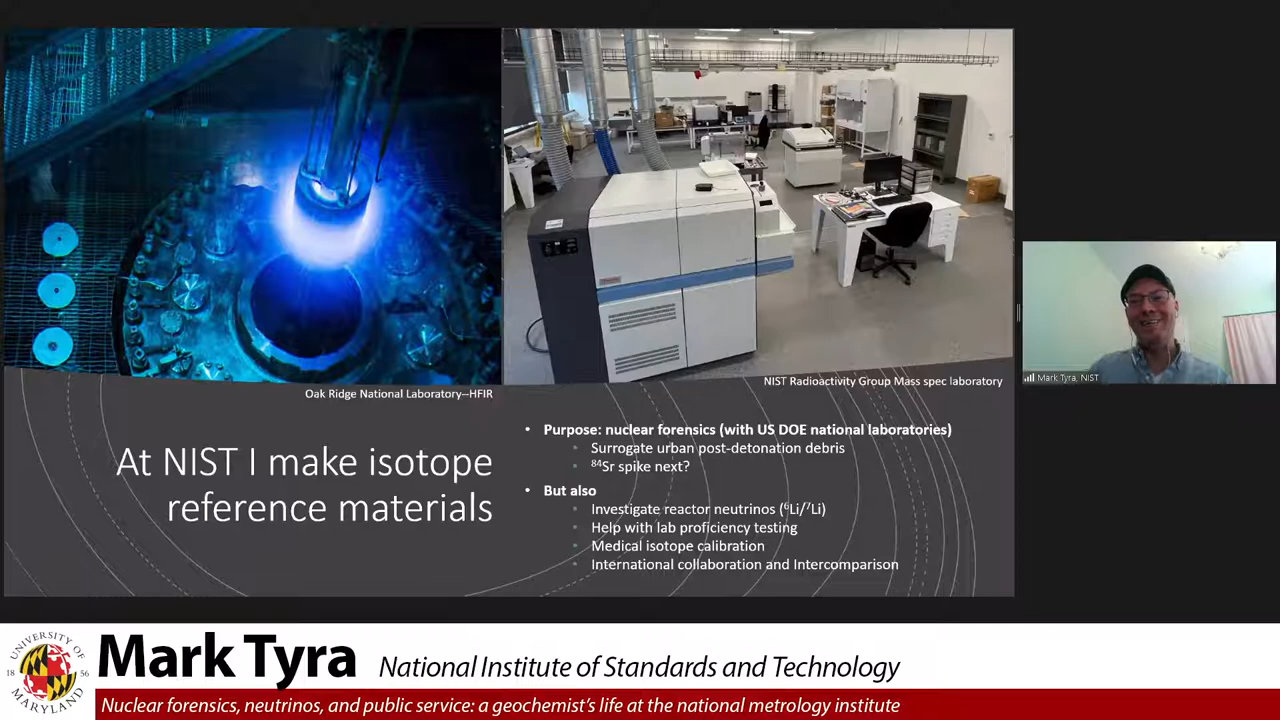 Oak Ridge National Laboratory--HFIR
NIST Radioactivity Group Mass spec laboratory
At NIST I make isotope
reference materials
• Purpose: nuclear forensics (with US DOE national laboratories)
Surrogate urban post-detonation debris
⁸⁴Sr spike next?
• But also
Investigate reactor neutrinos (⁶Li/⁷Li)
Help with lab proficiency testing
Medical isotope calibration
International collaboration and Intercomparison
Mark Tyra, NIST
UNIVERSITY OF
18 56
MARYLAND
Mark Tyra National Institute of Standards and Technology
Nuclear forensics, neutrinos, and public service: a geochemist's life at the national metrology institute